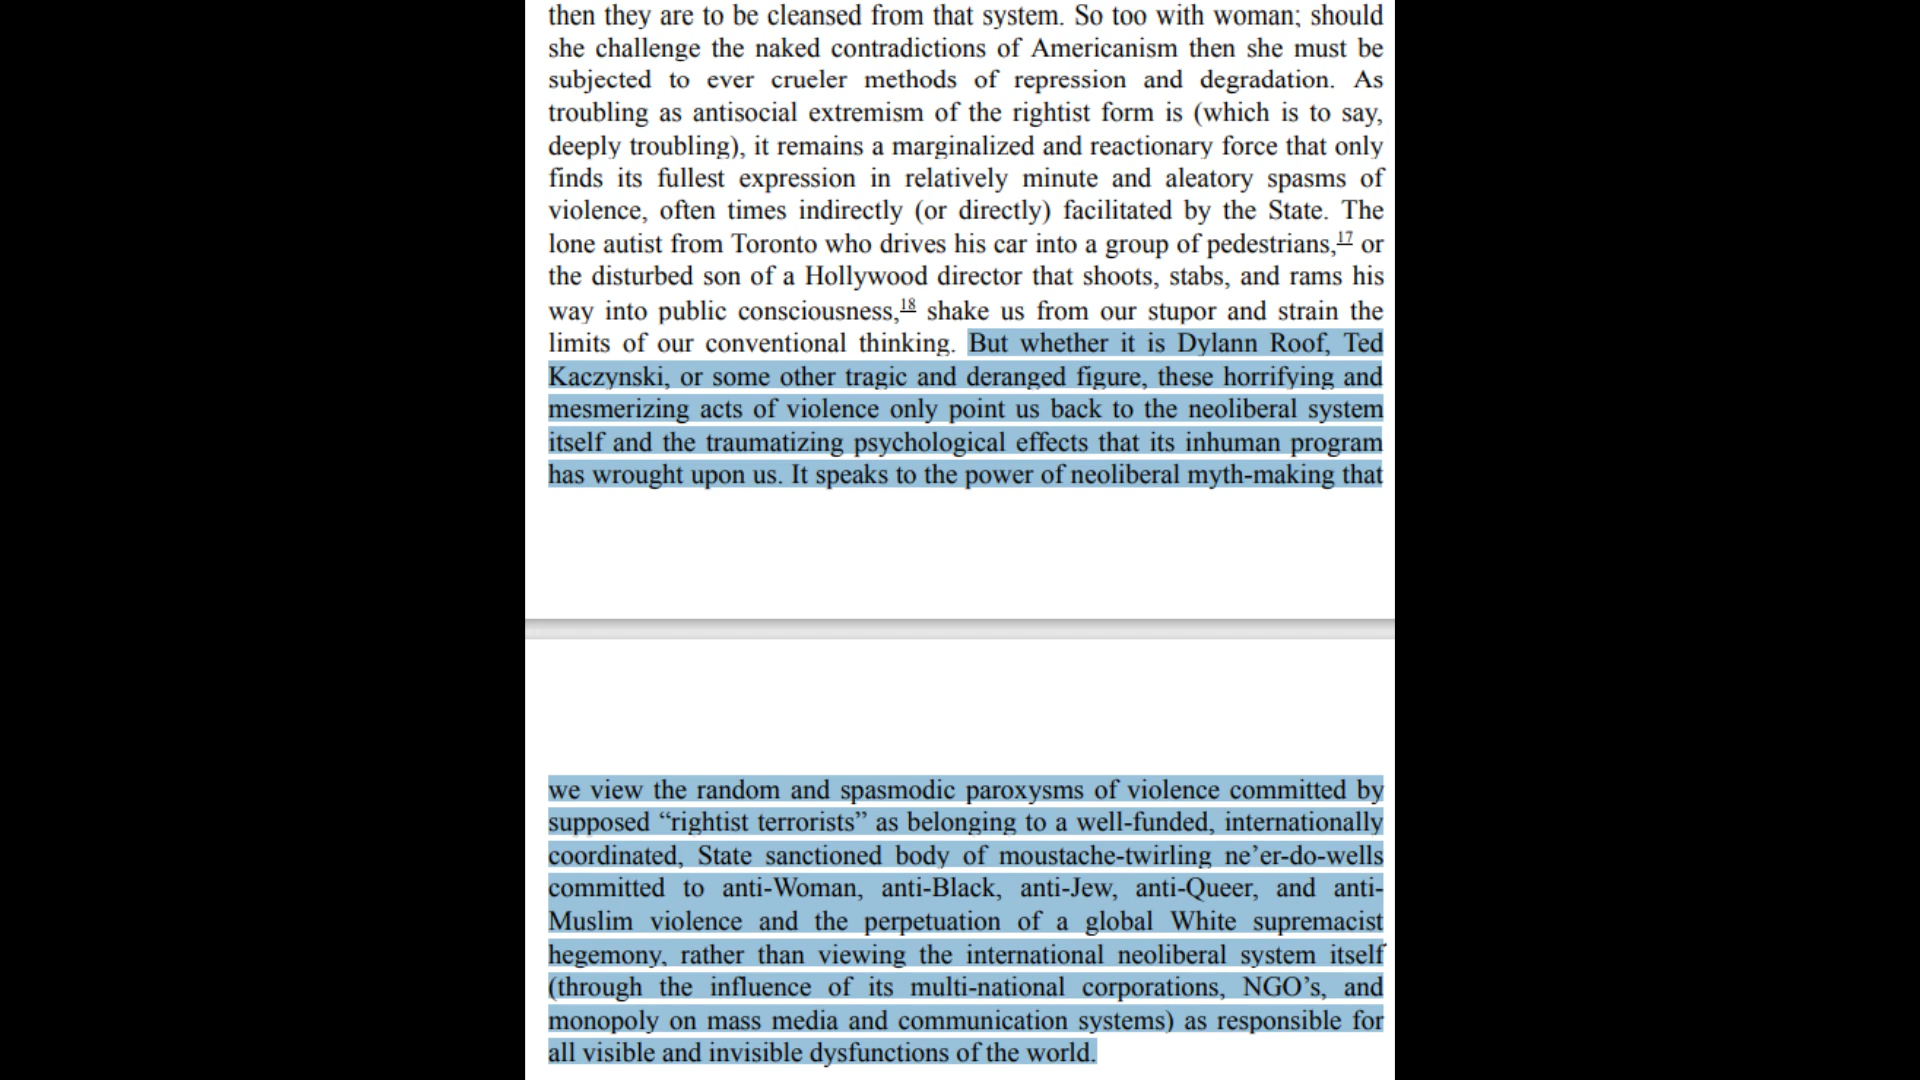 then they are to be cleansed from that system. So too with woman; should
she challenge the naked contradictions of Americanism then she must be
subjected to ever crueler methods of repression and degradation. As
troubling as antisocial extremism of the rightist form is (which is to say,
deeply troubling), it remains a marginalized and reactionary force that only
finds its fullest expression in relatively minute and aleatory spasms of
violence, often times indirectly (or directly) facilitated by the State. The
lone autist from Toronto who drives his car into a group of pedestrians,17 or
the disturbed son of a Hollywood director that shoots, stabs, and rams his
way into public consciousness,18 shake us from our stupor and strain the
limits of our conventional thinking. But whether it is Dylann Roof, Ted
Kaczynski, or some other tragic and deranged figure, these horrifying and
mesmerizing acts of violence only point us back to the neoliberal system
itself and the traumatizing psychological effects that its inhuman program
has wrought upon us. It speaks to the power of neoliberal myth-making that
we view the random and spasmodic paroxysms of violence committed by
supposed “rightist terrorists” as belonging to a well-funded, internationally
coordinated, State sanctioned body of moustache-twirling ne’er-do-wells
committed to anti-Woman, anti-Black, anti-Jew, anti-Queer, and anti-
Muslim violence and the perpetuation of a global White supremacist
hegemony, rather than viewing the international neoliberal system itself
(through the influence of its multi-national corporations, NGO’s, and
monopoly on mass media and communication systems) as responsible for
all visible and invisible dysfunctions of the world.